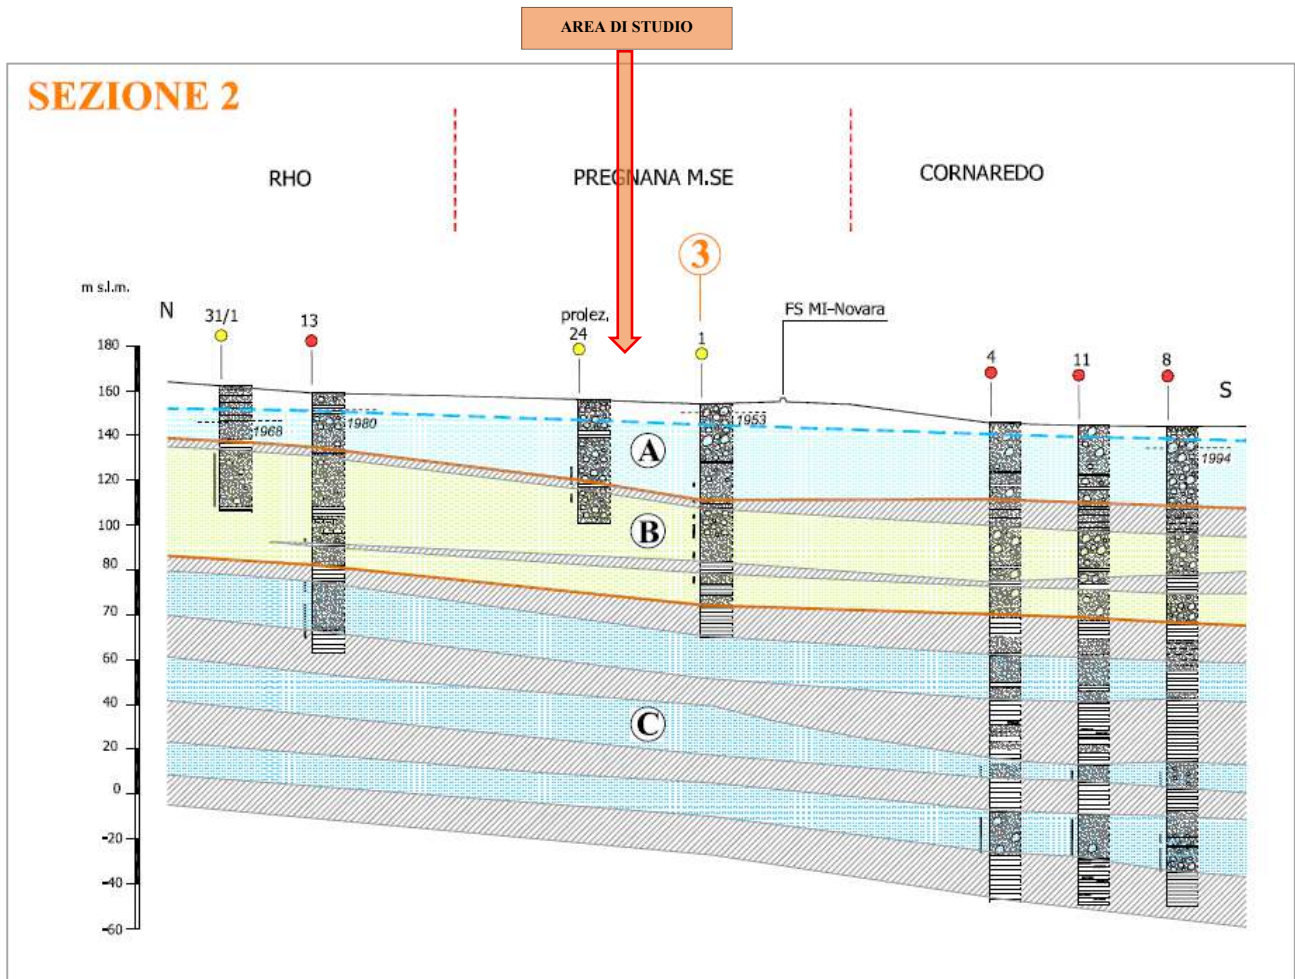 AREA DI STUDIO
SEZIONE 2
RHO
PREGNANA M.SE
CORNAREDO
3
m s.l.m.
N
31/1
13
proiez.
24
1
FS MI-Novara
4
11
8
S
180
160
140
120
100
80
70
60
40
20
0
-20
-40
-60
1968
1980
1953
1994
A
B
C